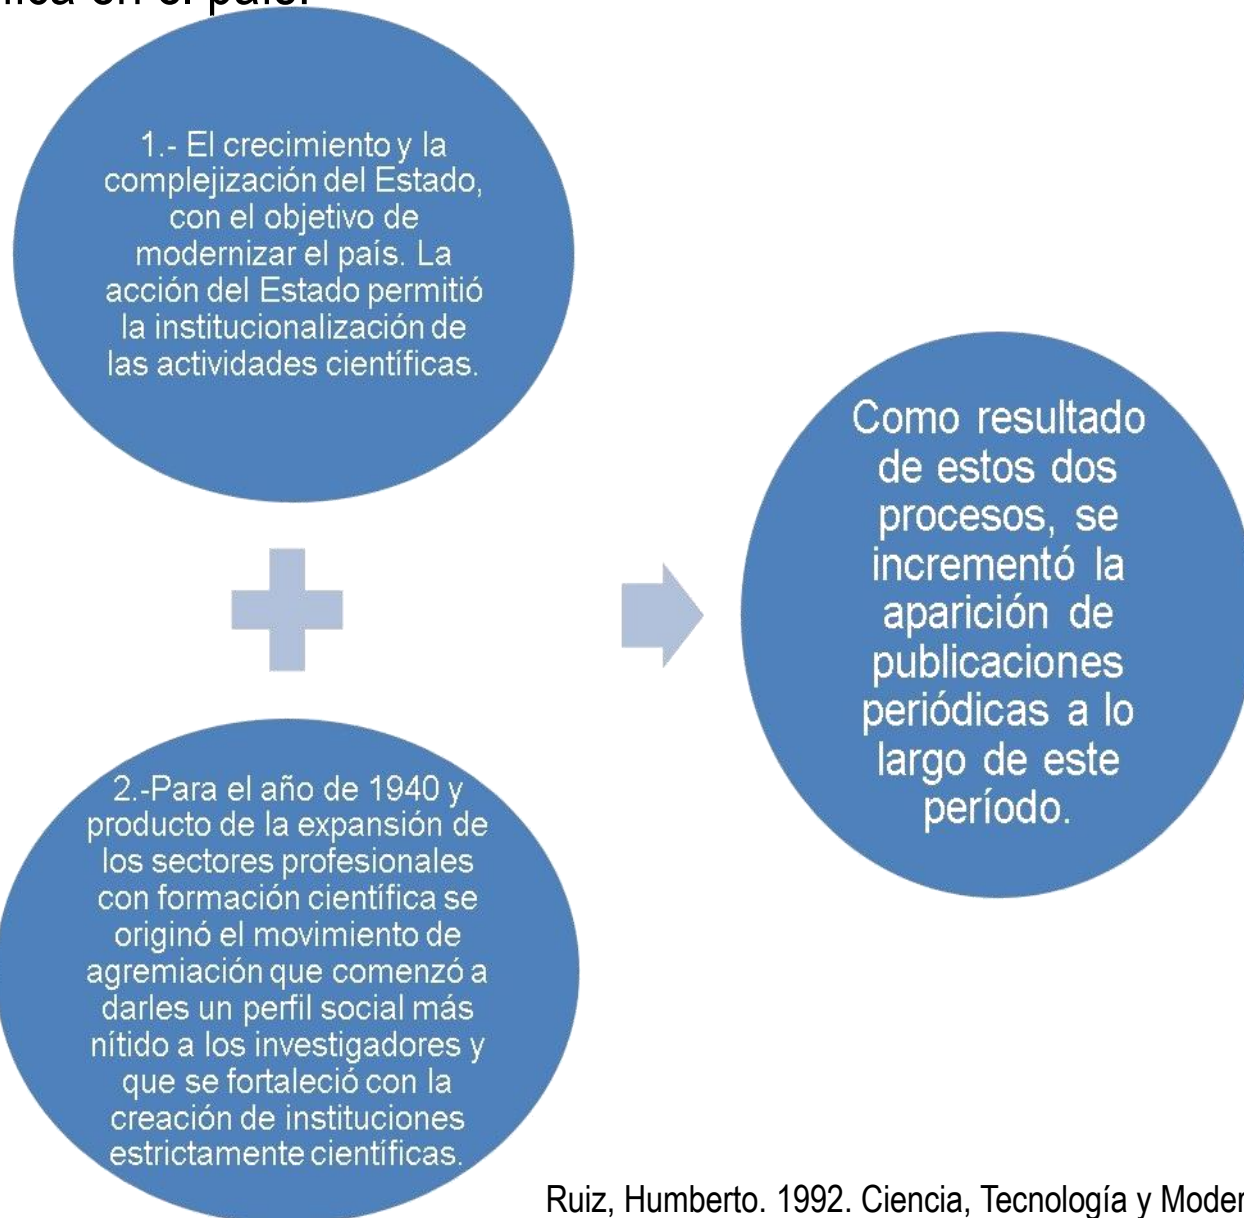 en el país.
1.- El crecimiento y la
complejización del Estado,
con el objetivo de
modernizar el país. La
acción del Estado permitió
la institucionalización de
las actividades científicas.
2.-Para el año de 1940 y
producto de la expansión de
los sectores profesionales
con formación científica se
originó el movimiento de
agremiación que comenzó a
darles un perfil social más
nítido a los investigadores y
que se fortaleció con la
creación de instituciones
estrictamente científicas.
Como resultado
de estos dos
procesos, se
incrementó la
aparición de
publicaciones
periódicas a lo
largo de este
período.
Ruiz, Humberto. 1992. Ciencia, Tecnología y